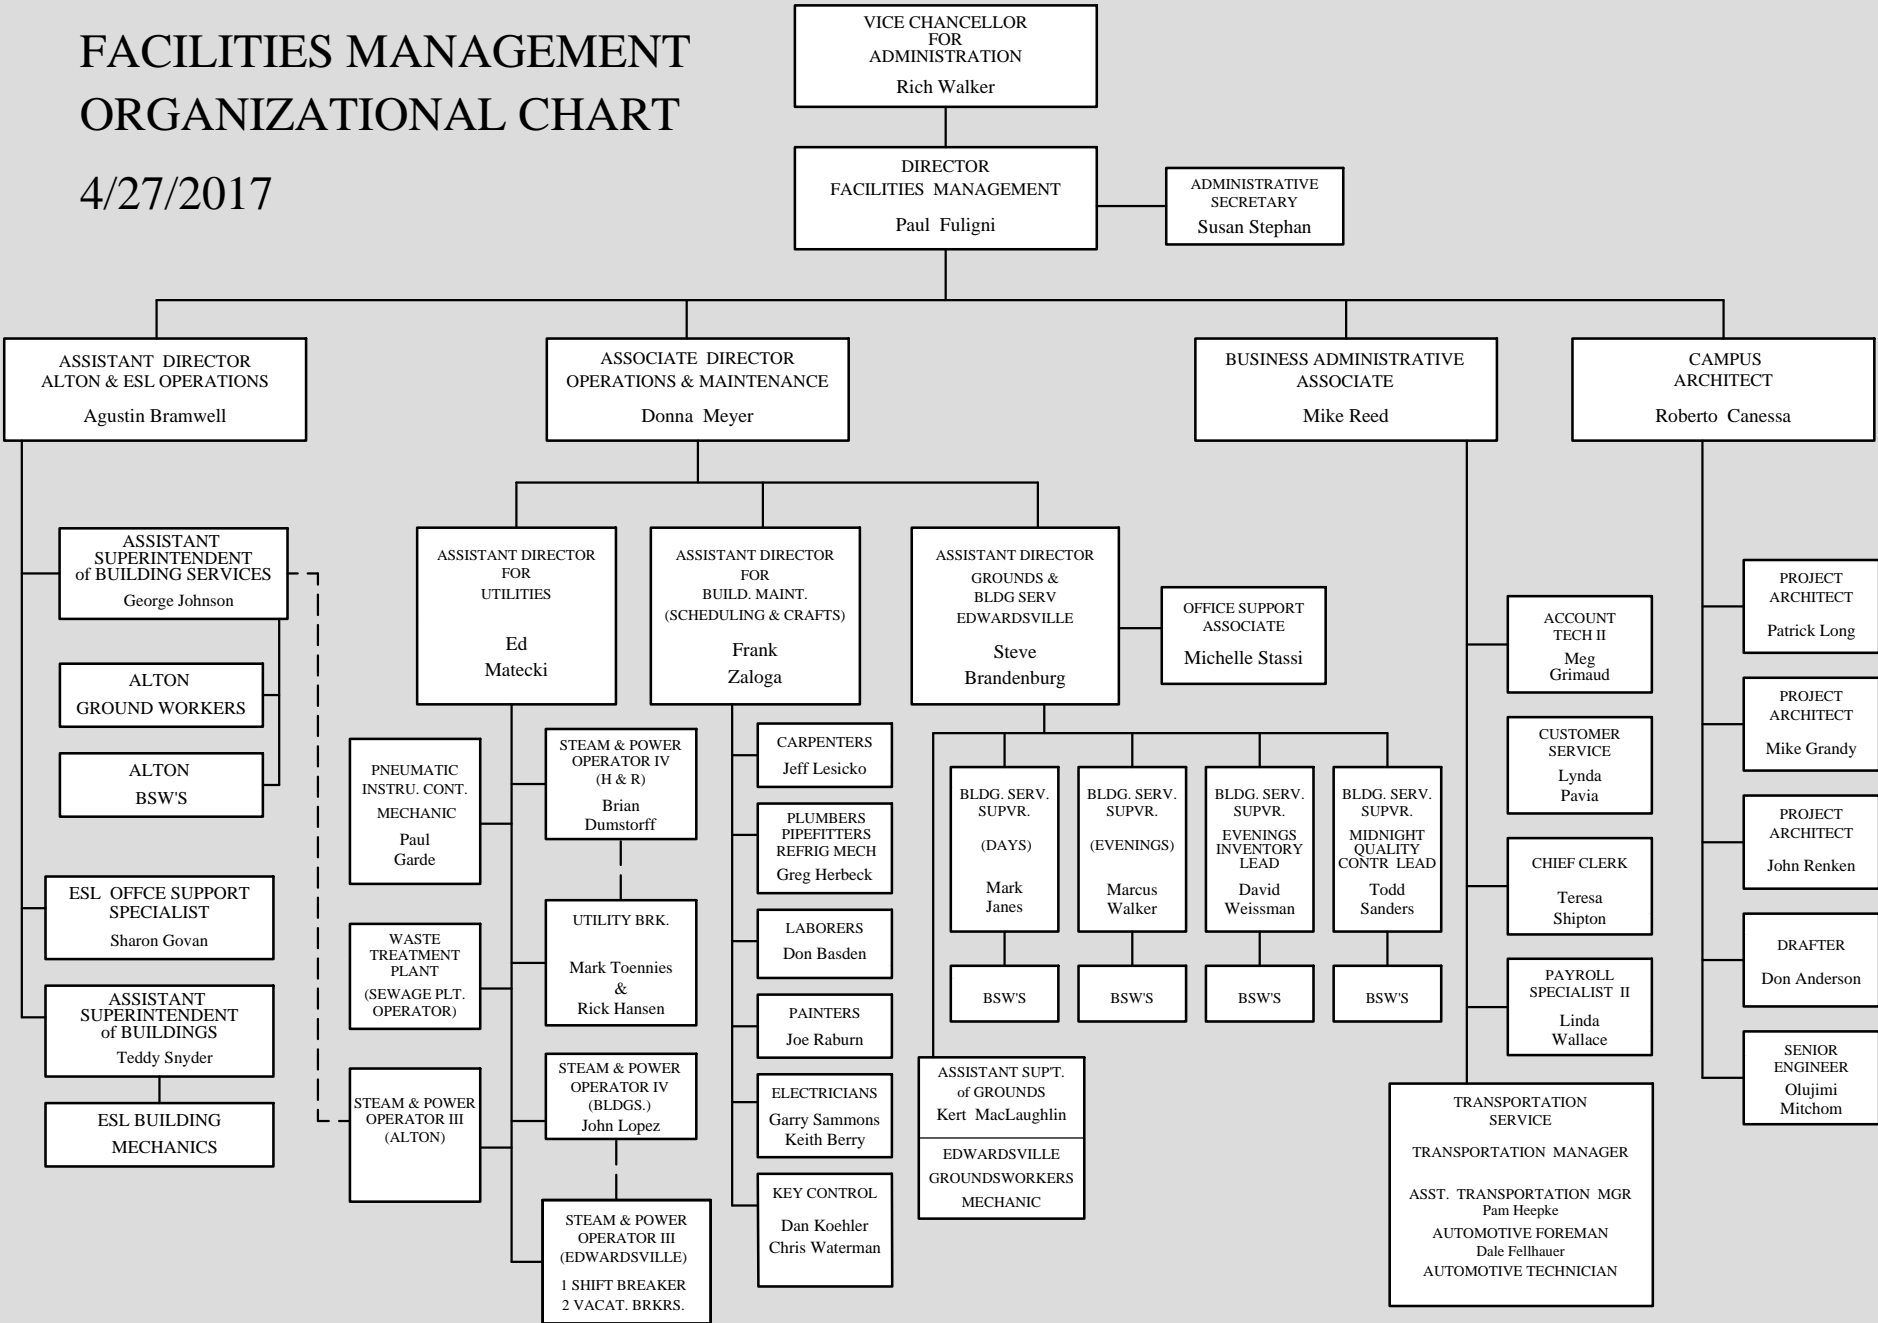 FACILITIES MANAGEMENT
ORGANIZATIONAL CHART
4/27/2017
VICE CHANCELLOR
FOR
ADMINISTRATION
Rich Walker
DIRECTOR
FACILITIES MANAGEMENT
Paul Fuligni
ADMINISTRATIVE
SECRETARY
Susan Stephan
ASSISTANT DIRECTOR
ALTON & ESL OPERATIONS
Agustin Bramwell
ASSOCIATE DIRECTOR
OPERATIONS & MAINTENANCE
Donna Meyer
BUSINESS ADMINISTRATIVE
ASSOCIATE
Mike Reed
CAMPUS
ARCHITECT
Roberto Canessa
ASSISTANT
SUPERINTENDENT
of BUILDING SERVICES
George Johnson
ALTON
GROUND WORKERS
ALTON
BSW'S
ESL OFFCE SUPPORT
SPECIALIST
Sharon Govan
ASSISTANT
SUPERINTENDENT
of BUILDINGS
Teddy Snyder
ESL BUILDING
MECHANICS
ASSISTANT DIRECTOR
FOR
UTILITIES
Ed
Matecki
PNEUMATIC
INSTRU. CONT.
MECHANIC
Paul
Garde
WASTE
TREATMENT
PLANT
(SEWAGE PLT.
OPERATOR)
STEAM & POWER
OPERATOR III
(ALTON)
STEAM & POWER
OPERATOR IV
(H & R)
Brian
Dumstorff
UTILITY BRK.
Mark Toennies
&
Rick Hansen
STEAM & POWER
OPERATOR IV
(BLDGS.)
John Lopez
STEAM & POWER
OPERATOR III
(EDWARDSVILLE)
1 SHIFT BREAKER
2 VACAT. BRKRS.
ASSISTANT DIRECTOR
FOR
BUILD. MAINT.
(SCHEDULING & CRAFTS)
Frank
Zaloga
CARPENTERS
Jeff Lesicko
PLUMBERS
PIPEFITTERS
REFRIG MECH
Greg Herbeck
LABORERS
Don Basden
PAINTERS
Joe Raburn
ELECTRICIANS
Garry Sammons
Keith Berry
KEY CONTROL
Dan Koehler
Chris Waterman
ASSISTANT DIRECTOR
GROUNDS &
BLDG SERV
EDWARDSVILLE
Steve
Brandenburg
OFFICE SUPPORT
ASSOCIATE
Michelle Stassi
BLDG. SERV.
SUPVR.
(DAYS)
Mark
Janes
BSW'S
BLDG. SERV.
SUPVR.
(EVENINGS)
Marcus
Walker
BSW'S
BLDG. SERV.
SUPVR.
EVENINGS
INVENTORY
LEAD
David
Weissman
BSW'S
BLDG. SERV.
SUPVR.
MIDNIGHT
QUALITY
CONTR LEAD
Todd
Sanders
BSW'S
ASSISTANT SUP'T.
of GROUNDS
Kert MacLaughlin
EDWARDSVILLE
GROUNDSWORKERS
MECHANIC
ACCOUNT
TECH II
Meg
Grimaud
CUSTOMER
SERVICE
Lynda
Pavia
CHIEF CLERK
Teresa
Shipton
PAYROLL
SPECIALIST II
Linda
Wallace
TRANSPORTATION
SERVICE
TRANSPORTATION MANAGER
ASST. TRANSPORTATION MGR
Pam Heepke
AUTOMOTIVE FOREMAN
Dale Fellhauer
AUTOMOTIVE TECHNICIAN
PROJECT
ARCHITECT
Patrick Long
PROJECT
ARCHITECT
Mike Grandy
PROJECT
ARCHITECT
John Renken
DRAFTER
Don Anderson
SENIOR
ENGINEER
Olujimi
Mitchom